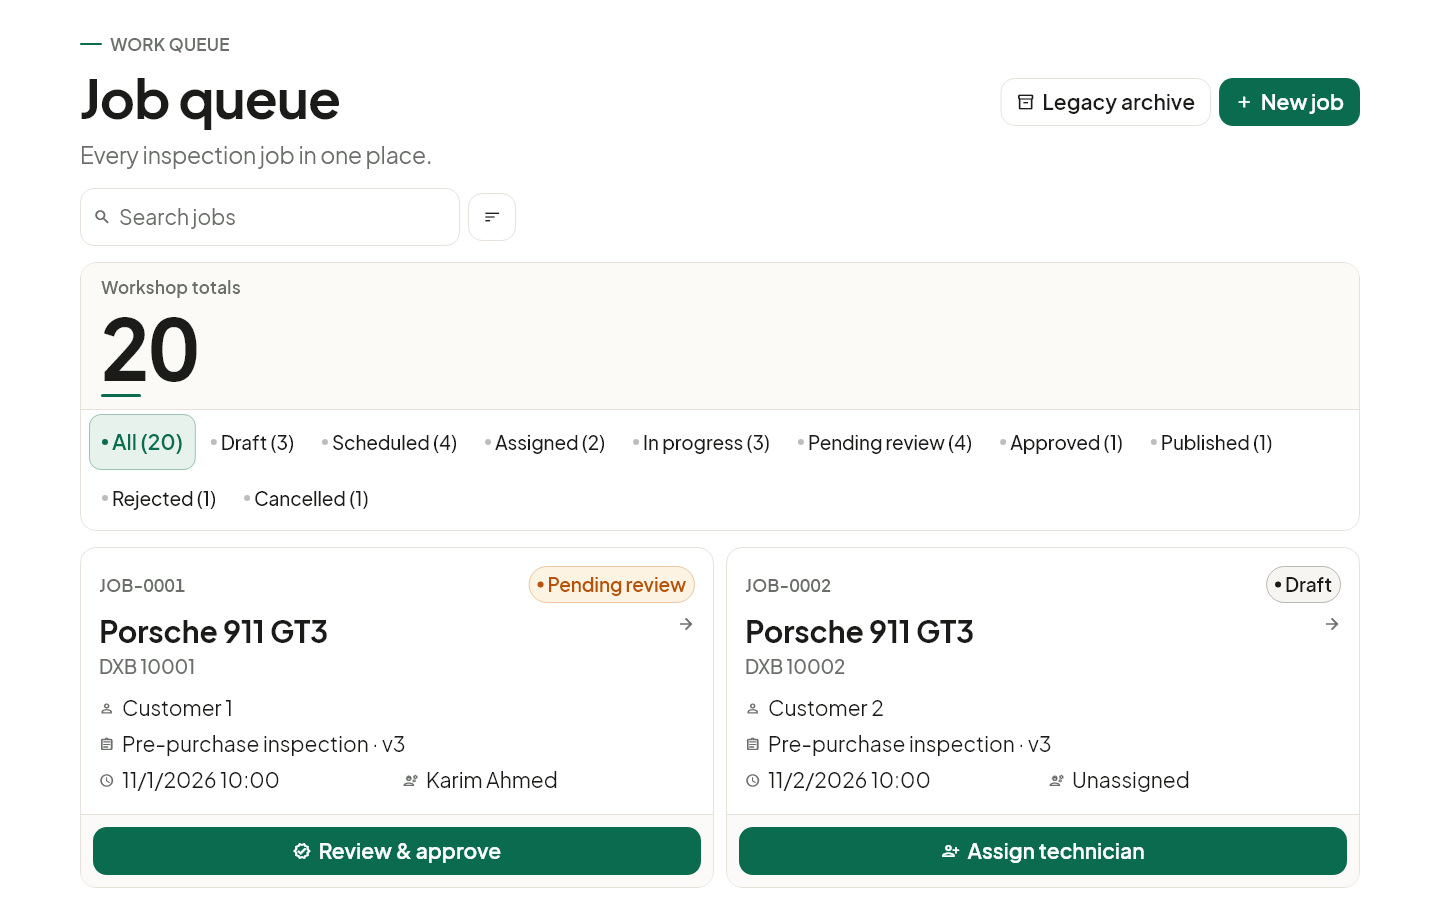 WORK QUEUE
Job queue
Legacy archive
New job
Every inspection job in one place.
Search jobs
Workshop totals
20
All (20)
Draft (3)
Scheduled (4)
Assigned (2)
In progress (3)
Pending review (4)
Approved (1)
Published (1)
Rejected (1)
Cancelled (1)
JOB-0001
Pending review
Porsche 911 GT3
DXB 10001
Customer 1
Pre-purchase inspection · v3
11/1/2026 10:00
Karim Ahmed
Review & approve
JOB-0002
Draft
Porsche 911 GT3
DXB 10002
Customer 2
Pre-purchase inspection · v3
11/2/2026 10:00
Unassigned
Assign technician